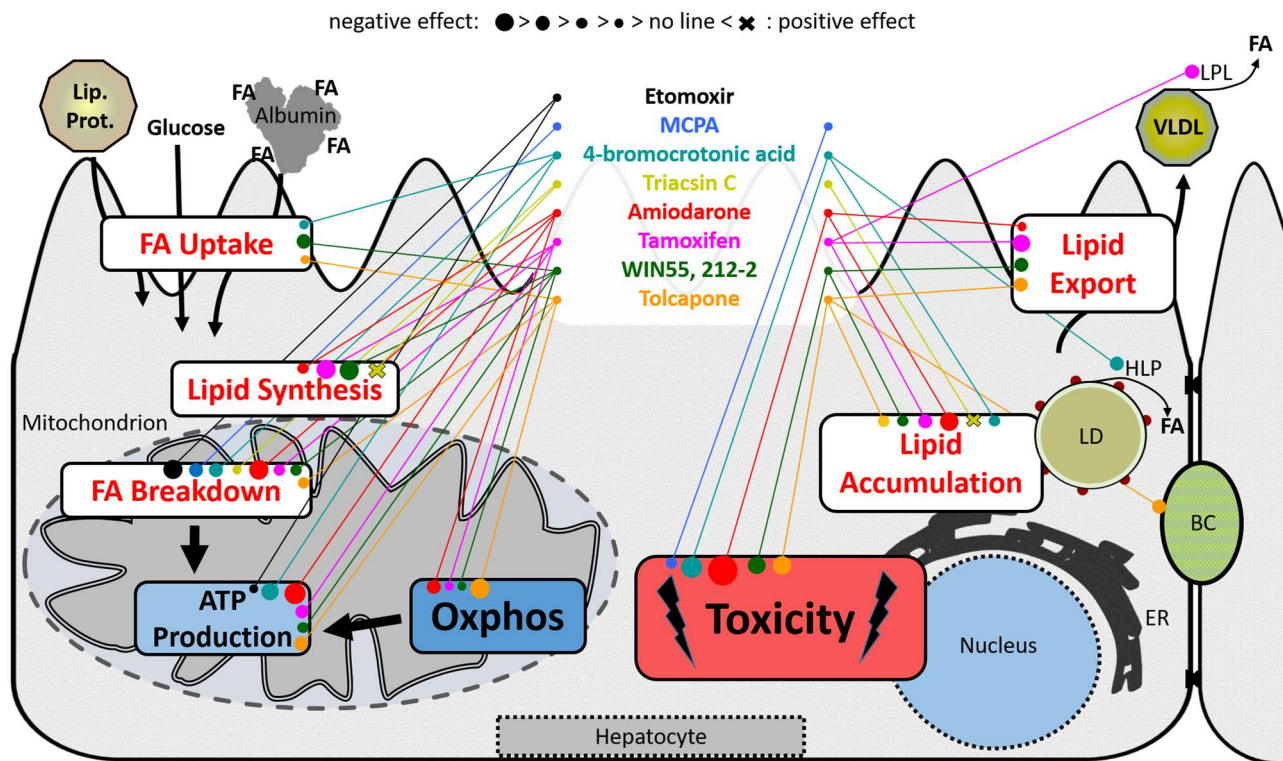 negative effect: > > > > no line < : positive effect
Lip.
Prot.
Glucose
FA
FA
Albumin
FA
FA
Etomoxir
MCPA
4-bromocrotonic acid
Triacsin C
Amiodarone
Tamoxifen
WIN55, 212-2
Tolcapone
FA
LPL
VLDL
FA Uptake
Lipid
Export
Lipid Synthesis
HLP
FA
LD
Mitochondrion
Lipid
Accumulation
FA Breakdown
BC
ATP
Production
Oxphos
Toxicity
ER
Nucleus
Hepatocyte